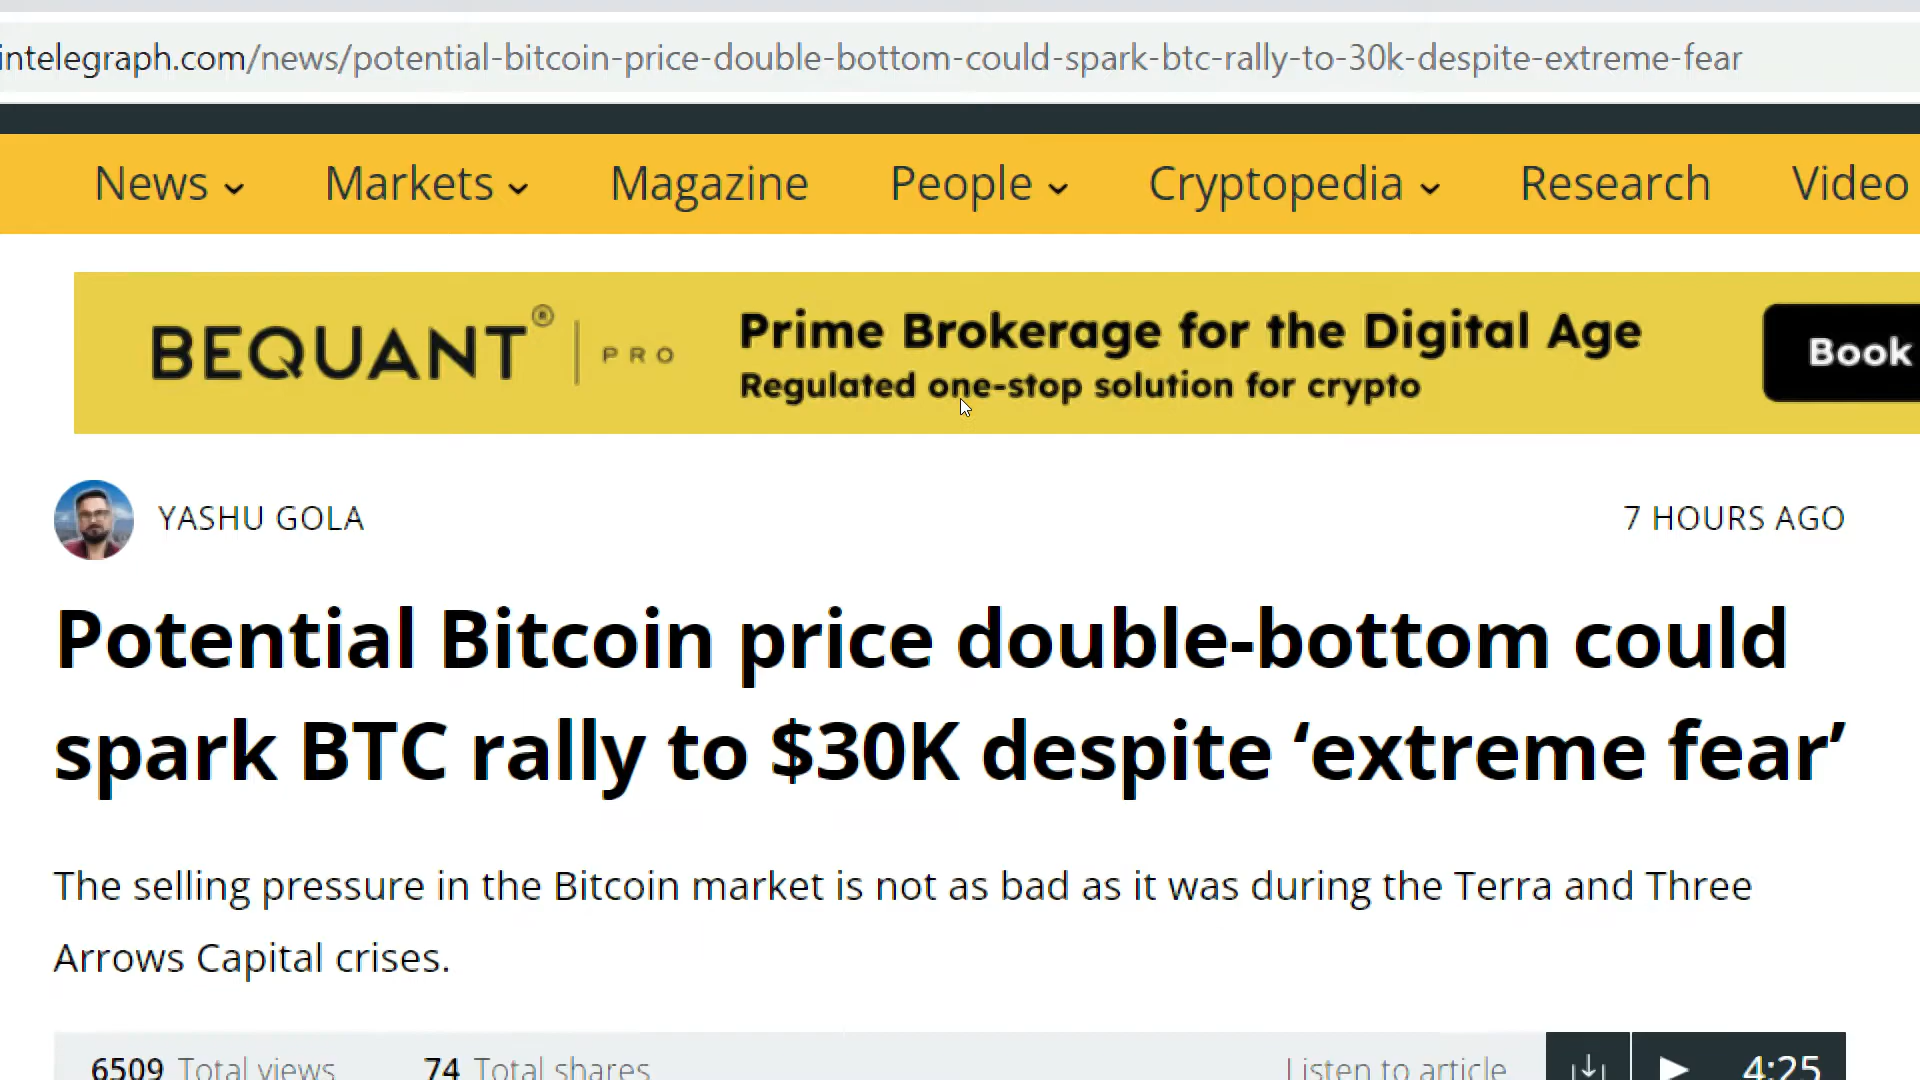 intelegraph.com/news/potential-bitcoin-price-double-bottom-could-spark-btc-rally-to-30k-despite-extreme-fear
News Markets Magazine People Cryptopedia Research Video
BEQUANT® | PRO
Prime Brokerage for the Digital Age
Regulated one-stop solution for crypto
Book
YASHU GOLA
7 HOURS AGO
Potential Bitcoin price double-bottom could
spark BTC rally to $30K despite ‘extreme fear’
The selling pressure in the Bitcoin market is not as bad as it was during the Terra and Three
Arrows Capital crises.
6509 Total views 74 Total shares Listen to article 4:25